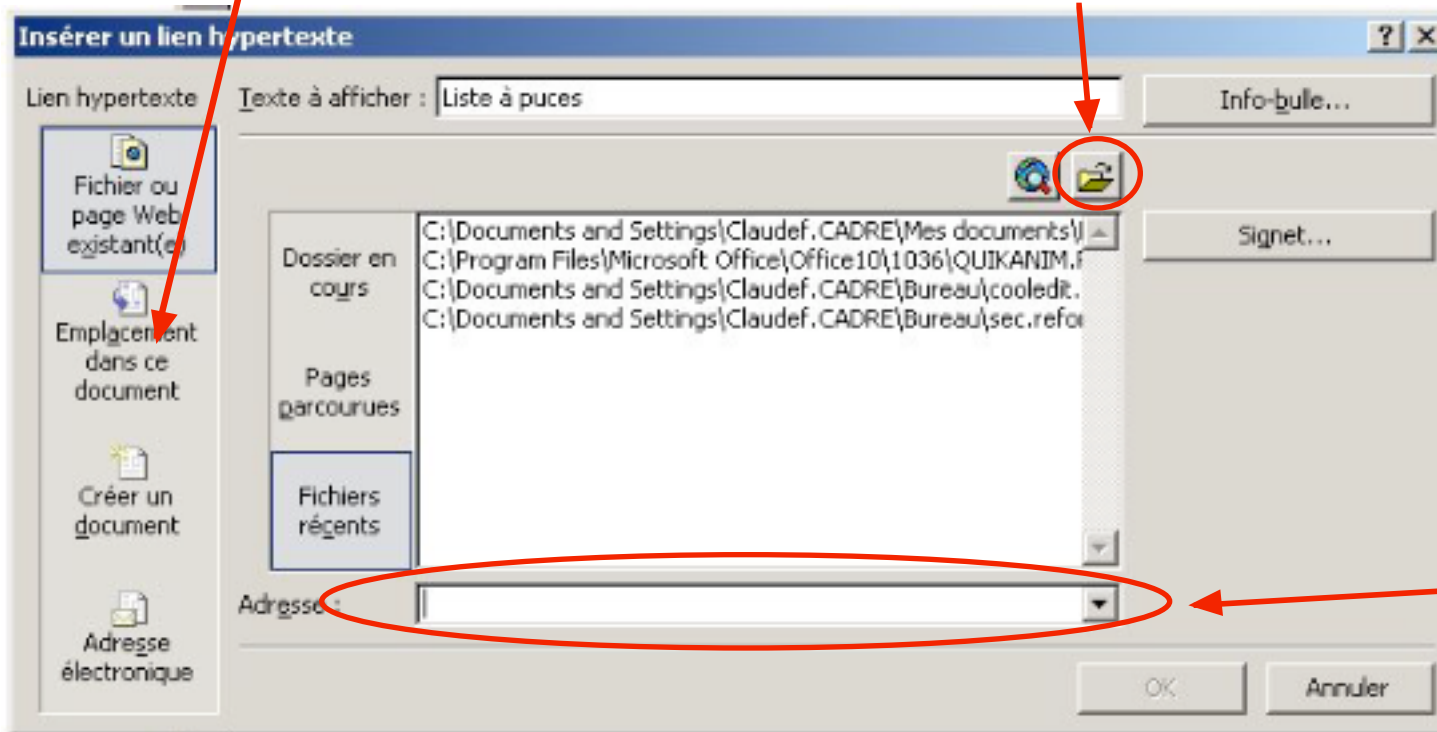 Insérer un lien hypertexte
Lien hypertexte
Texte à afficher : Liste à puces
Info-bulle...
Fichier ou
page Web
existant(e)
Emplacement
dans ce
document
Créer un
document
Adresse
électronique
Dossier en
cours
Pages
parcourues
Fichiers
récents
C:\Documents and Settings\Claudef.CADRE\Mes documents\
C:\Program Files\Microsoft Office\Office10\1036\QUIKANIM.
C:\Documents and Settings\Claudef.CADRE\Bureau\cooledit.
C:\Documents and Settings\Claudef.CADRE\Bureau\sec.refo
Signet...
Adresse :
OK
Annuler